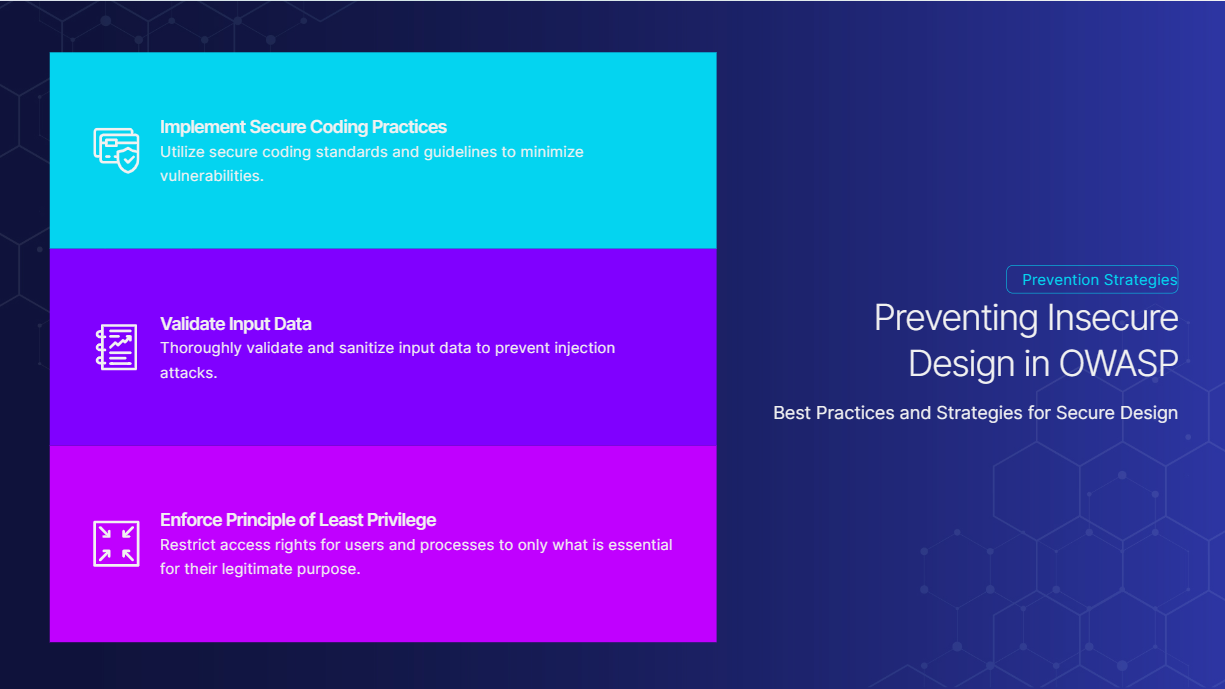 Implement Secure Coding Practices
Utilize secure coding standards and guidelines to minimize
vulnerabilities.
Validate Input Data
Thoroughly validate and sanitize input data to prevent injection
attacks.
Enforce Principle of Least Privilege
Restrict access rights for users and processes to only what is essential
for their legitimate purpose.
Prevention Strategies
Preventing Insecure
Design in OWASP
Best Practices and Strategies for Secure Design